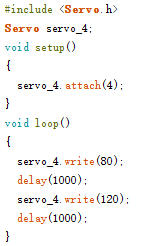 #include <Servo.h>
Servo servo_4;
void setup()
{
  servo_4.attach(4);
}
void loop()
{
  servo_4.write(80);
  delay(1000);
  servo_4.write(120);
  delay(1000);
}